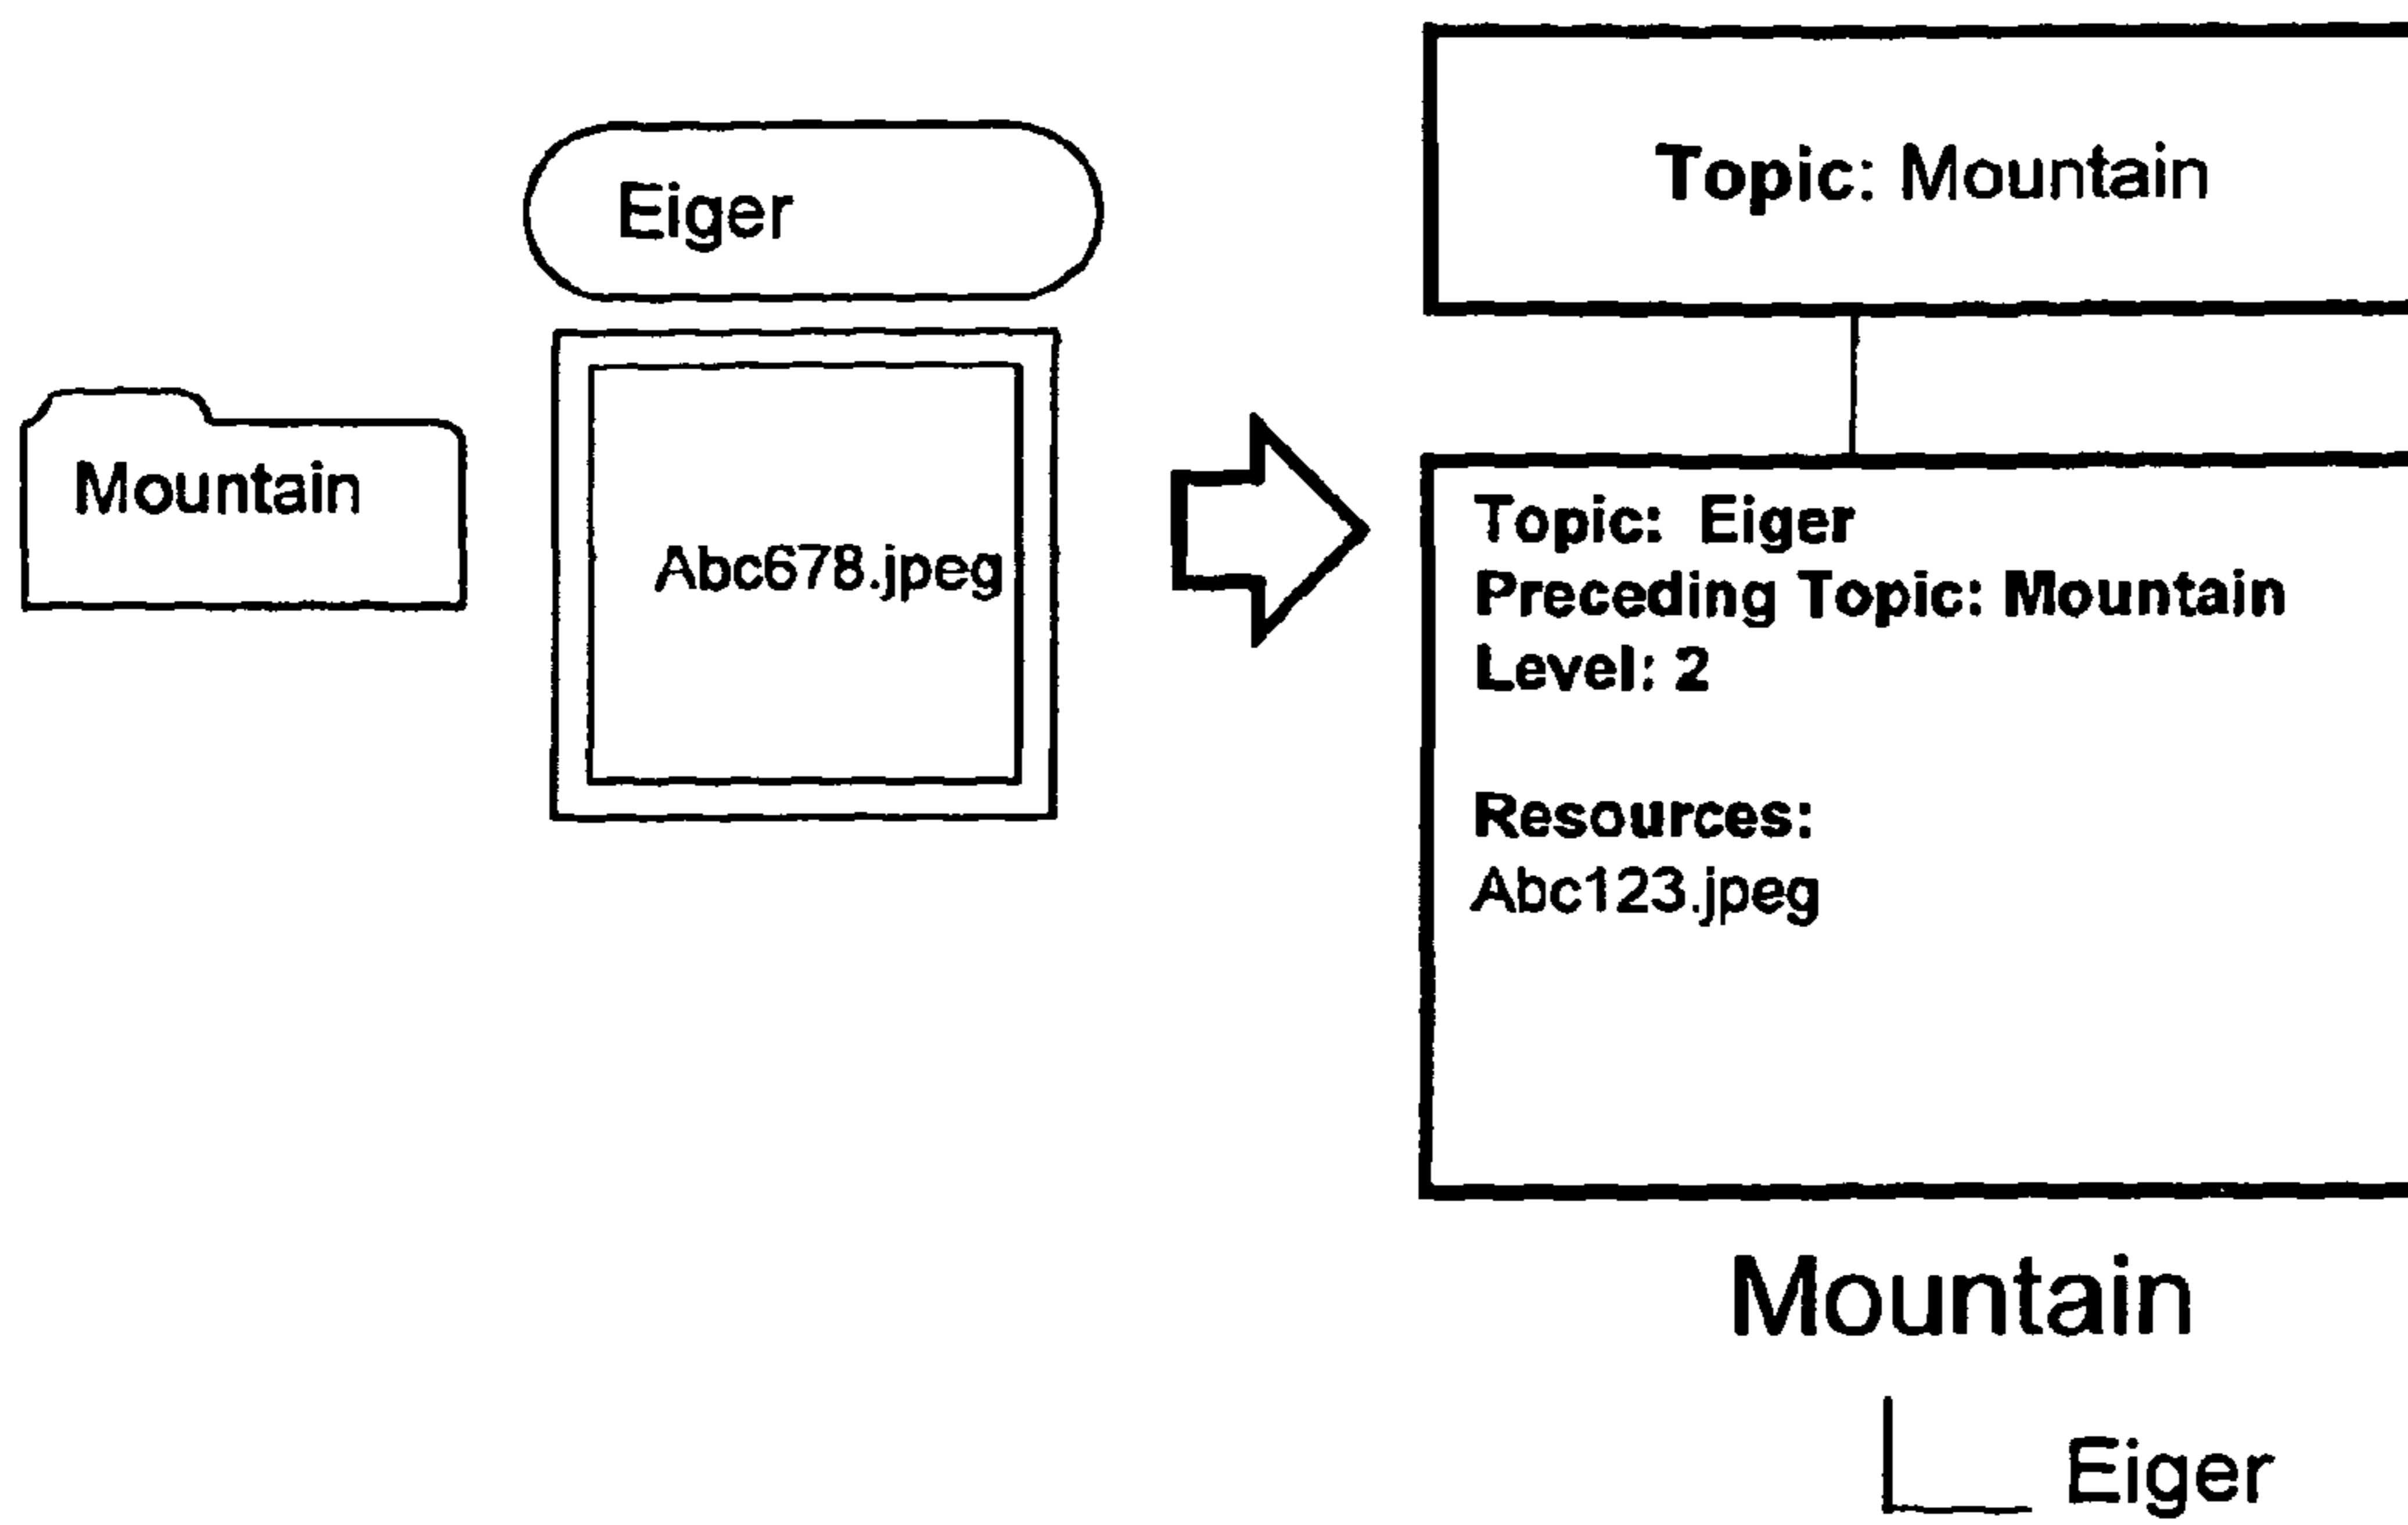 Eiger
Mountain
Abc678.jpeg
Topic: Mountain
Topic: Eiger
Preceding Topic: Mountain
Level: 2
Resources:
Abc123.jpeg
Mountain
Eiger